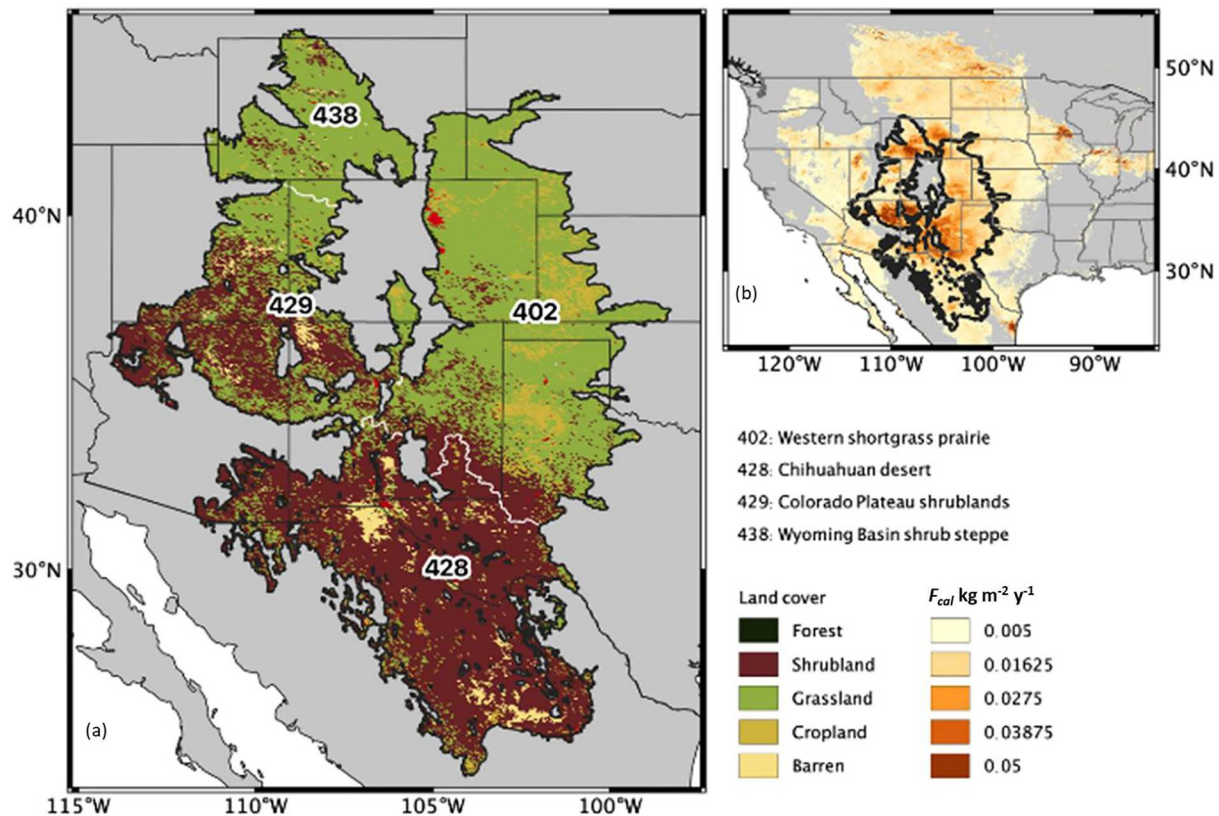 438
429
402
428
(a)
40°N
30°N
115°W
110°W
105°W
100°W
(b)
50°N
40°N
30°N
120°W
110°W
100°W
90°W
402: Western shortgrass prairie
428: Chihuahuan desert
429: Colorado Plateau shrublands
438: Wyoming Basin shrub steppe
Land cover
Forest
Shrubland
Grassland
Cropland
Barren
Fcal kg m⁻² y⁻¹
0.005
0.01625
0.0275
0.03875
0.05